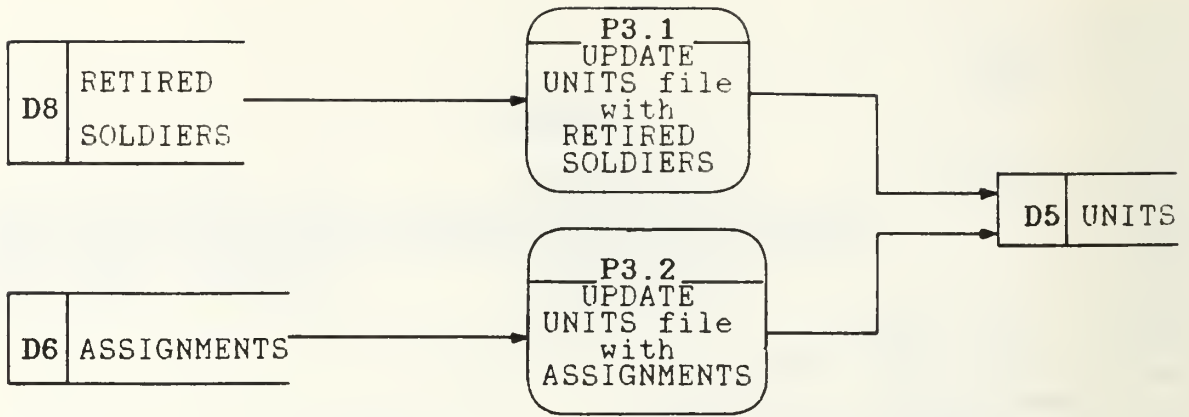 D8
RETIRED
SOLDIERS
P3.1
UPDATE
UNITS file
with
RETIRED
SOLDIERS
D5
UNITS
P3.2
UPDATE
UNITS file
with
ASSIGNMENTS
D6
ASSIGNMENTS